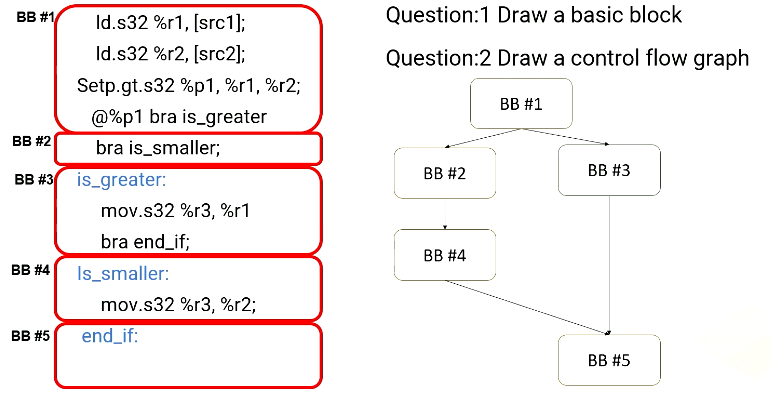 BB #1
ld.s32 %r1, [src1];
ld.s32 %r2, [src2];
Setp.gt.s32 %p1, %r1, %r2;
@%p1 bra is_greater
BB #2
bra is_smaller;
BB #3
is_greater:
mov.s32 %r3, %r1
bra end_if;
BB #4
Is_smaller:
mov.s32 %r3, %r2;
BB #5
end_if:
Question:1 Draw a basic block
Question:2 Draw a control flow graph
BB #1
BB #2
BB #3
BB #4
BB #5